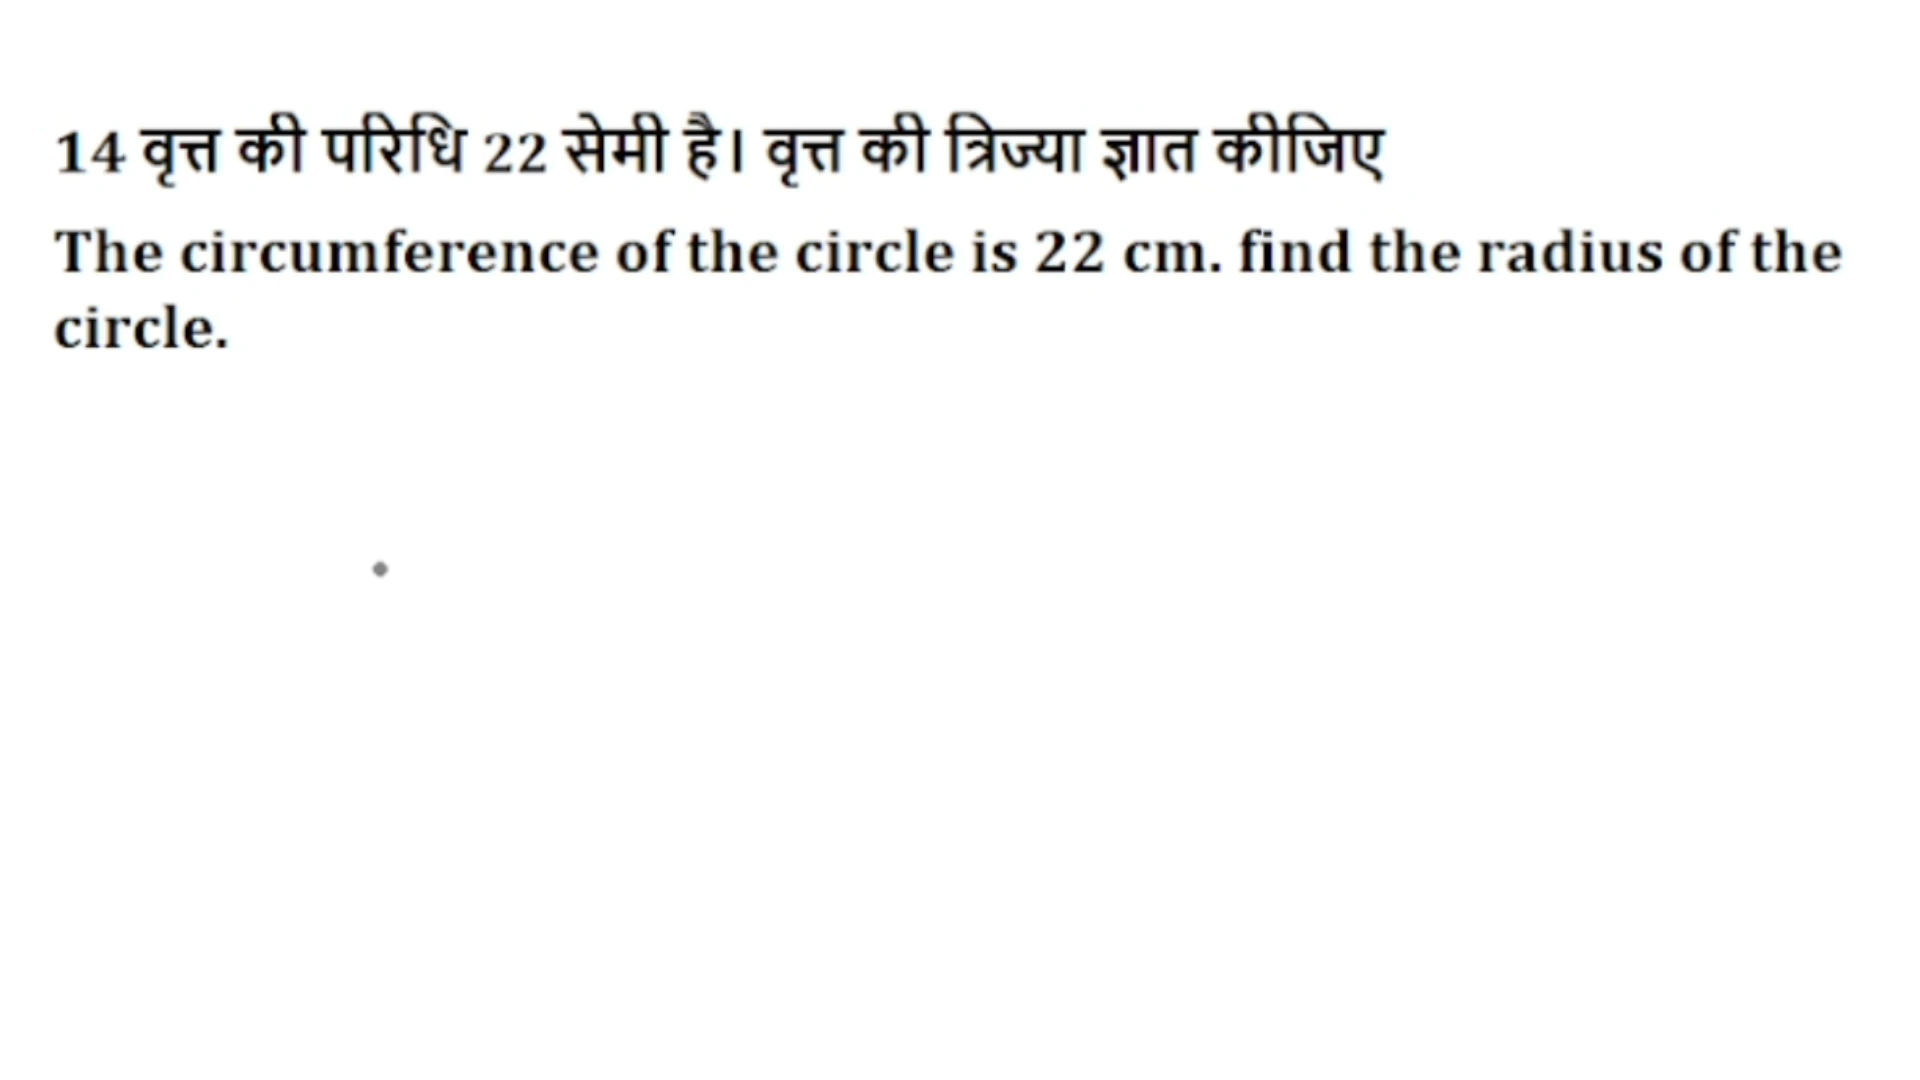 14 वृत्त की परिधि 22 सेमी है। वृत्त की त्रिज्या ज्ञात कीजिए
The circumference of the circle is 22 cm. find the radius of the
circle.